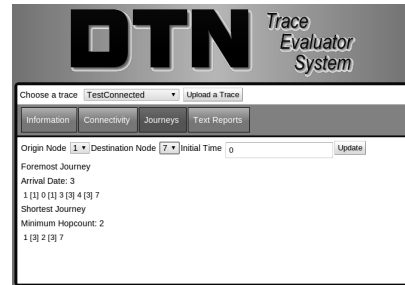 DTN Trace
Evaluator
System
Choose a trace TestConnected Upload a Trace
Information Connectivity Journeys Text Reports
Origin Node 1 Destination Node 7 Initial Time 0 Update
Foremost Journey
Arrival Date: 3
1 [1] 0 [1] 3 [3] 4 [3] 7
Shortest Journey
Minimum Hopcount: 2
1 [3] 2 [3] 7